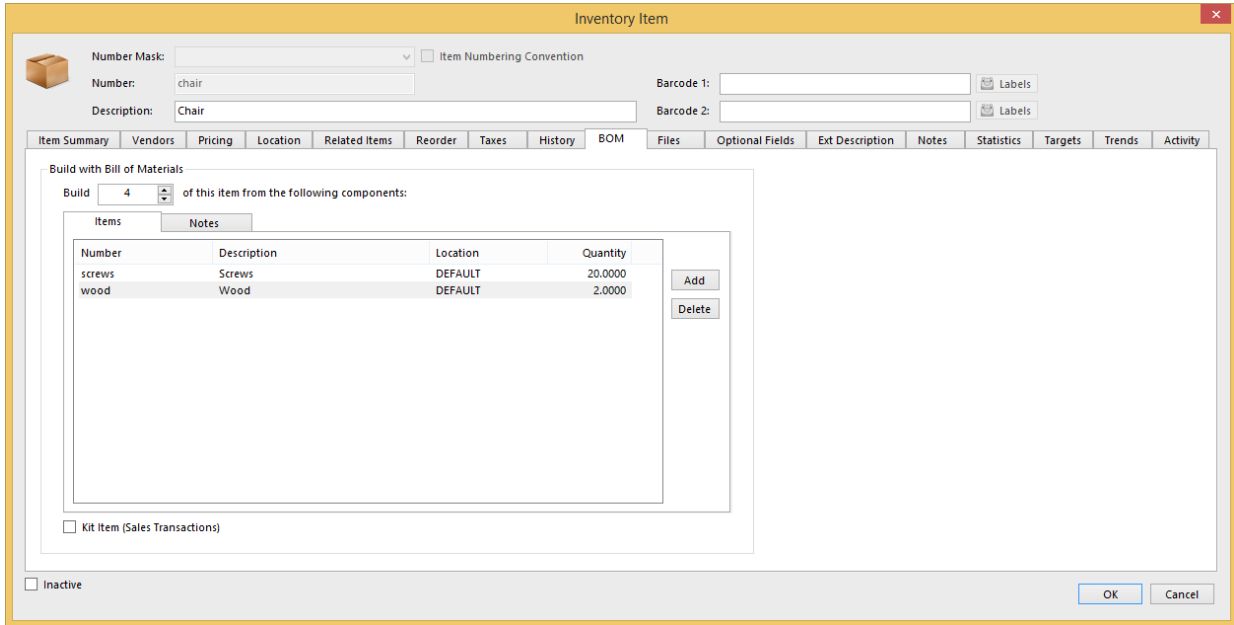 Inventory Item
Number Mask: Item Numbering Convention
Number: chair Barcode 1: Labels
Description: Chair Barcode 2: Labels
Item Summary Vendors Pricing Location Related Items Reorder Taxes History BOM Files Optional Fields Ext Description Notes Statistics Targets Trends Activity
Build with Bill of Materials
Build 4 of this item from the following components:
Items Notes
Number Description Location Quantity
screws Screws DEFAULT 20.0000
wood Wood DEFAULT 2.0000
Add
Delete
Kit Item (Sales Transactions)
Inactive
OK Cancel